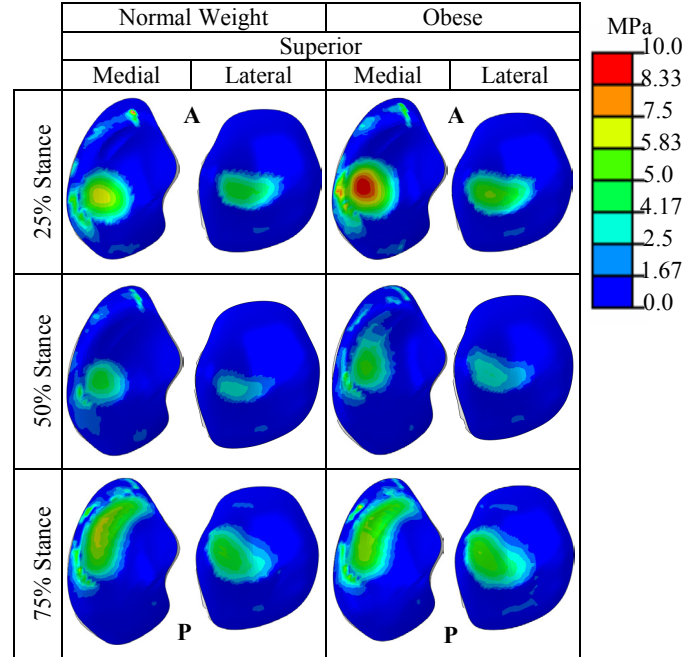 Normal Weight Obese
Superior
Medial Lateral Medial Lateral
MPa
10.0
8.33
7.5
5.83
5.0
4.17
2.5
1.67
0.0
25% Stance
A A
50% Stance
75% Stance
P P